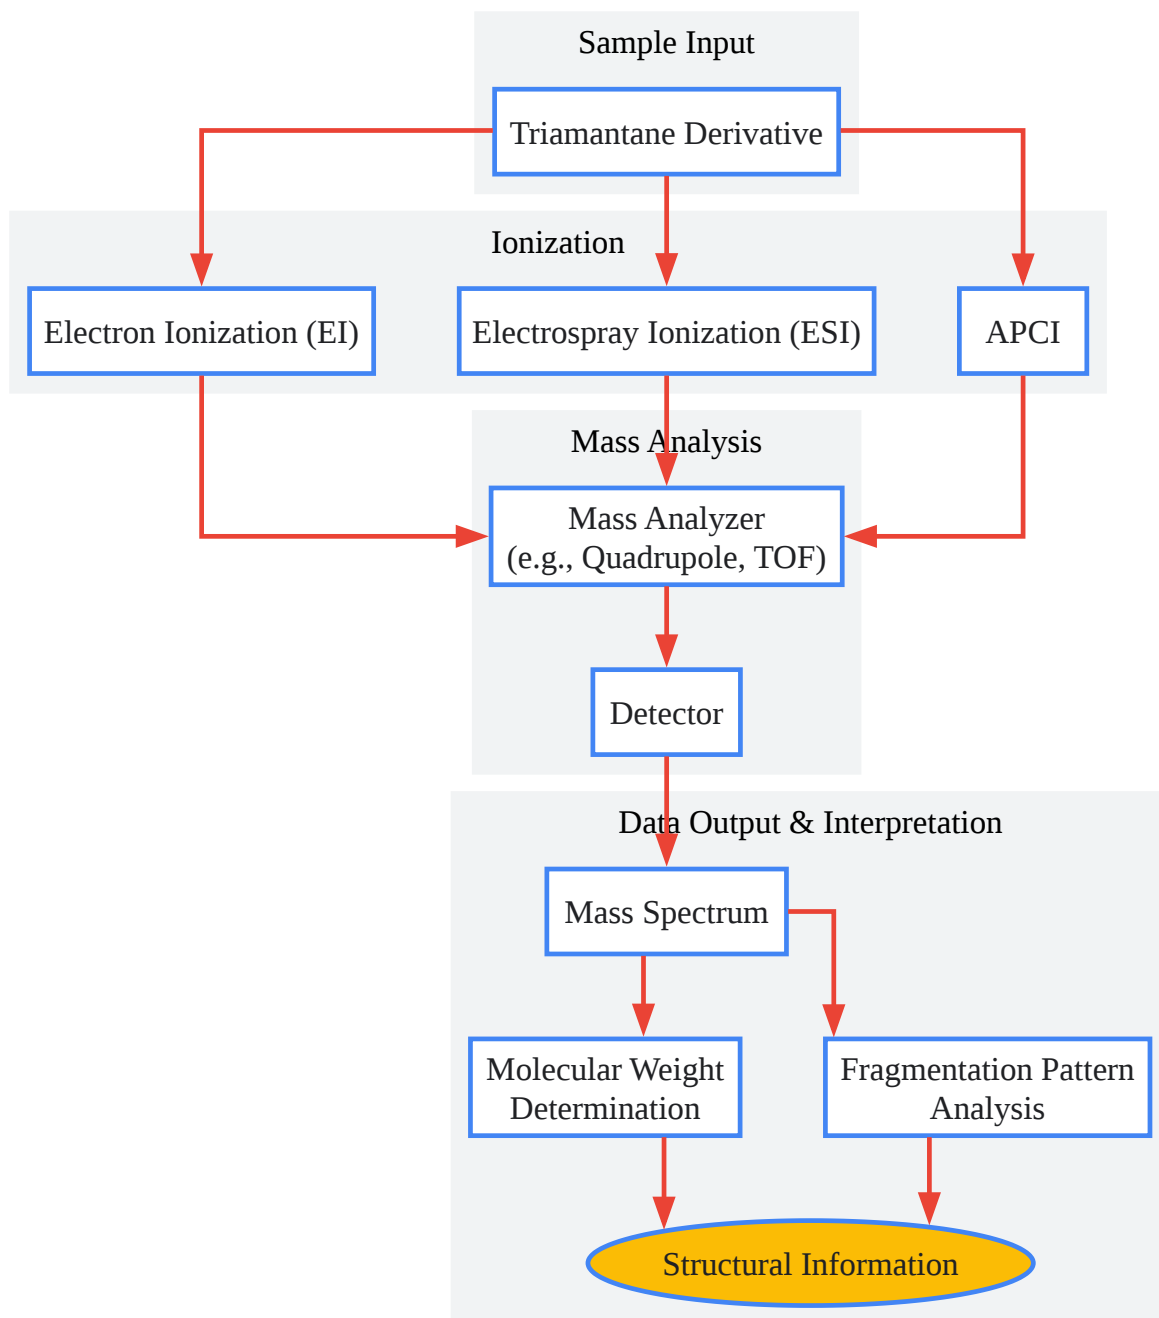 Sample Input
Triamantane Derivative
Ionization
Electron Ionization (EI)
Electrospray Ionization (ESI)
APCI
Mass Analysis
Mass Analyzer
(e.g., Quadrupole, TOF)
Detector
Data Output & Interpretation
Mass Spectrum
Molecular Weight
Determination
Fragmentation Pattern
Analysis
Structural Information